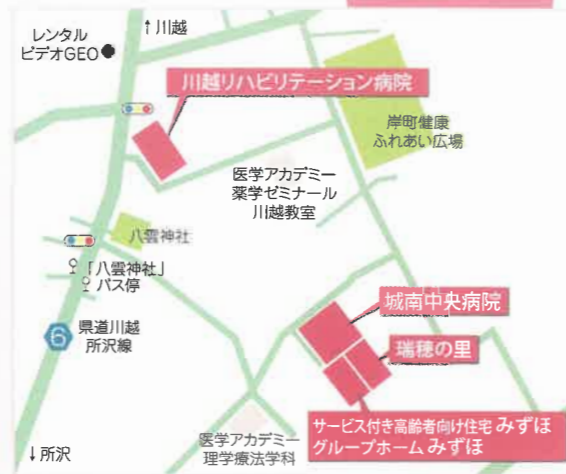 ↑川越
レンタル
ビデオGEO
川越リハビリテーション病院
岸町健康
ふれあい広場
医学アカデミー
薬学ゼミナール
川越教室
八雲神社
「八雲神社」
バス停
城南中央病院
6
県道川越
所沢線
瑞穂の里
サービス付き高齢者向け住宅 みずほ
グループホーム みずほ
医学アカデミー
理学療法学科
↓所沢